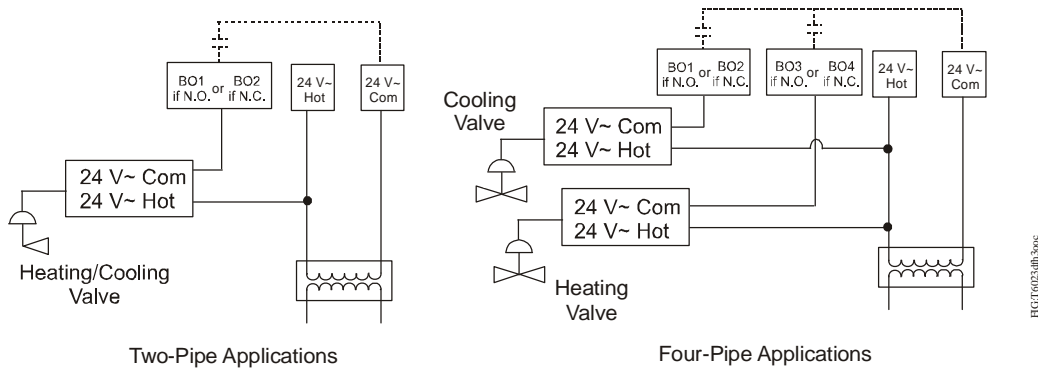 BO1 or BO2
if N.O. if N.C.
24 V~
Hot
24 V~
Com
24 V~ Com
24 V~ Hot
Heating/Cooling
Valve
Two-Pipe Applications
BO1 or BO2
if N.O. if N.C.
BO3 or BO4
if N.O. if N.C.
24 V~
Hot
24 V~
Com
Cooling
Valve
24 V~ Com
24 V~ Hot
24 V~ Com
24 V~ Hot
Heating
Valve
Four-Pipe Applications